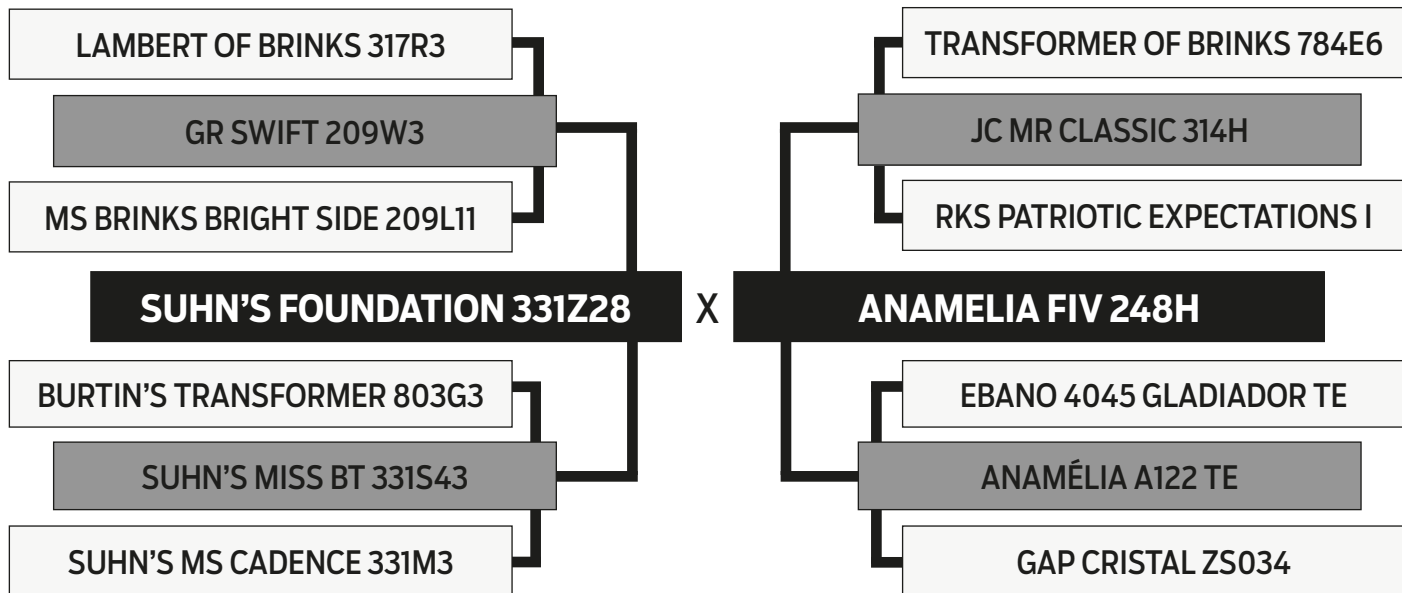 LAMBERT OF BRINKS 317R3
GR SWIFT 209W3
MS BRINKS BRIGHT SIDE 209L11
SUHN'S FOUNDATION 331Z28
BURTIN'S TRANSFORMER 803G3
SUHN'S MISS BT 331S43
SUHN'S MS CADENCE 331M3
X
TRANSFORMER OF BRINKS 784E6
JC MR CLASSIC 314H
RKS PATRIOTIC EXPECTATIONS I
ANAMELIA FIV 248H
EBANO 4045 GLADIADOR TE
ANAMÉLIA A122 TE
GAP CRISTAL ZS034